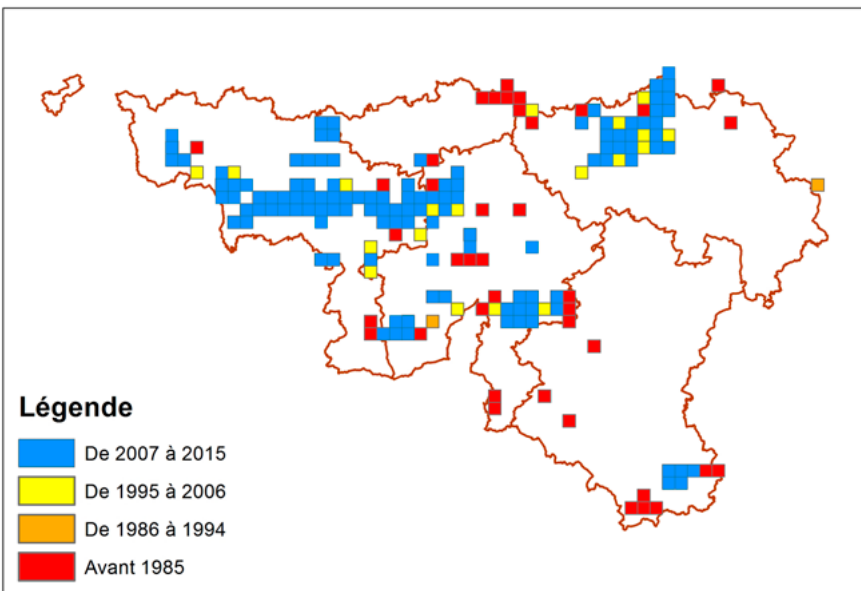 Légende
De 2007 à 2015
De 1995 à 2006
De 1986 à 1994
Avant 1985